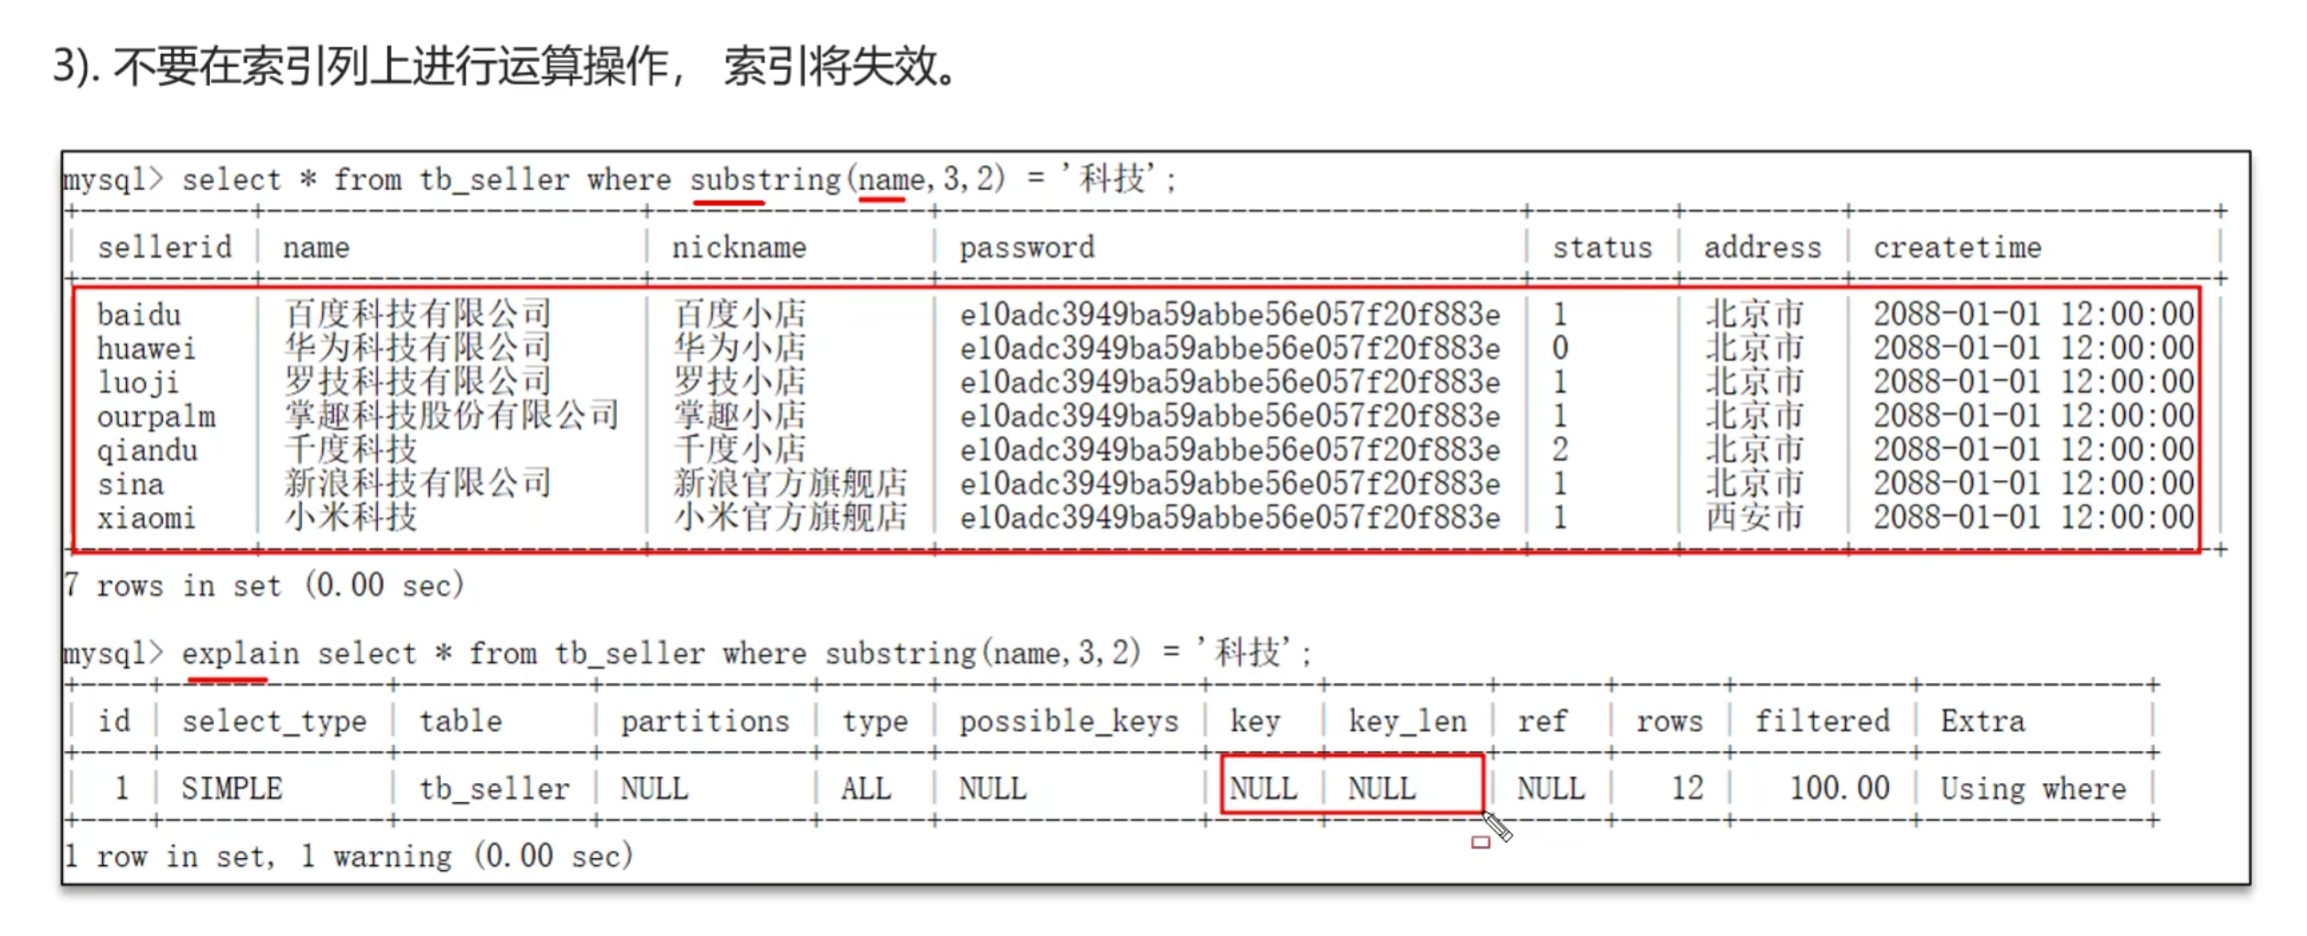 3). 不要在索引列上进行运算操作， 索引将失效。
mysql> select * from tb_seller where substring(name,3,2) = '科技';
sellerid | name | nickname | password | status | address | createtime
baidu | 百度科技有限公司 | 百度小店 | e10adc3949ba59abbe56e057f20f883e | 1 | 北京市 | 2088-01-01 12:00:00
huawei | 华为科技有限公司 | 华为小店 | e10adc3949ba59abbe56e057f20f883e | 0 | 北京市 | 2088-01-01 12:00:00
luoji | 罗技科技有限公司 | 罗技小店 | e10adc3949ba59abbe56e057f20f883e | 1 | 北京市 | 2088-01-01 12:00:00
ourpalm | 掌趣科技股份有限公司 | 掌趣小店 | e10adc3949ba59abbe56e057f20f883e | 1 | 北京市 | 2088-01-01 12:00:00
qiandu | 千度科技 | 千度小店 | e10adc3949ba59abbe56e057f20f883e | 2 | 北京市 | 2088-01-01 12:00:00
sina | 新浪科技有限公司 | 新浪官方旗舰店 | e10adc3949ba59abbe56e057f20f883e | 1 | 北京市 | 2088-01-01 12:00:00
xiaomi | 小米科技 | 小米官方旗舰店 | e10adc3949ba59abbe56e057f20f883e | 1 | 西安市 | 2088-01-01 12:00:00
7 rows in set (0.00 sec)
mysql> explain select * from tb_seller where substring(name,3,2) = '科技';
id | select_type | table | partitions | type | possible_keys | key | key_len | ref | rows | filtered | Extra
1 | SIMPLE | tb_seller | NULL | ALL | NULL | NULL | NULL | NULL | 12 | 100.00 | Using where
1 row in set, 1 warning (0.00 sec)